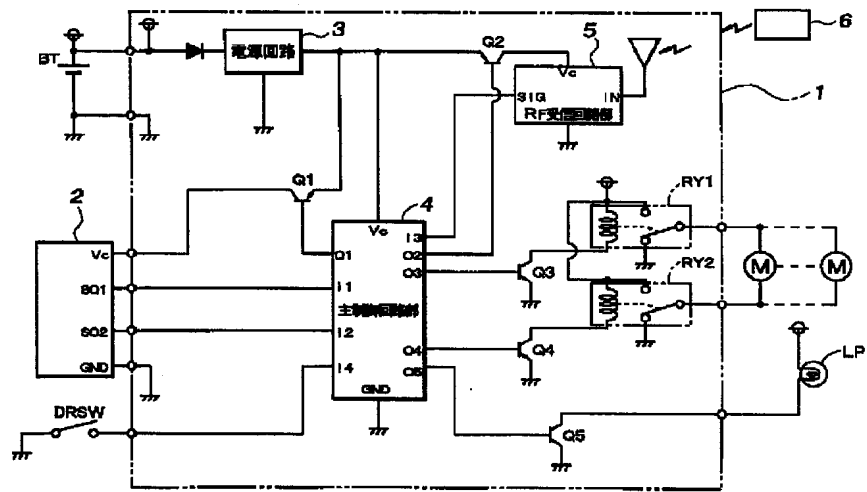 3
6
BT
電源回路
Q2
5
Vc
SIG
IN
RF受信回路部
1
Q1
2
4
RY1
Vc
Vc
I3
O1
O2
O3
Q3
M
M
SO1
I1
RY2
主制御回路部
SO2
I2
O4
Q4
GND
I4
O5
LP
DRSW
GND
Q5